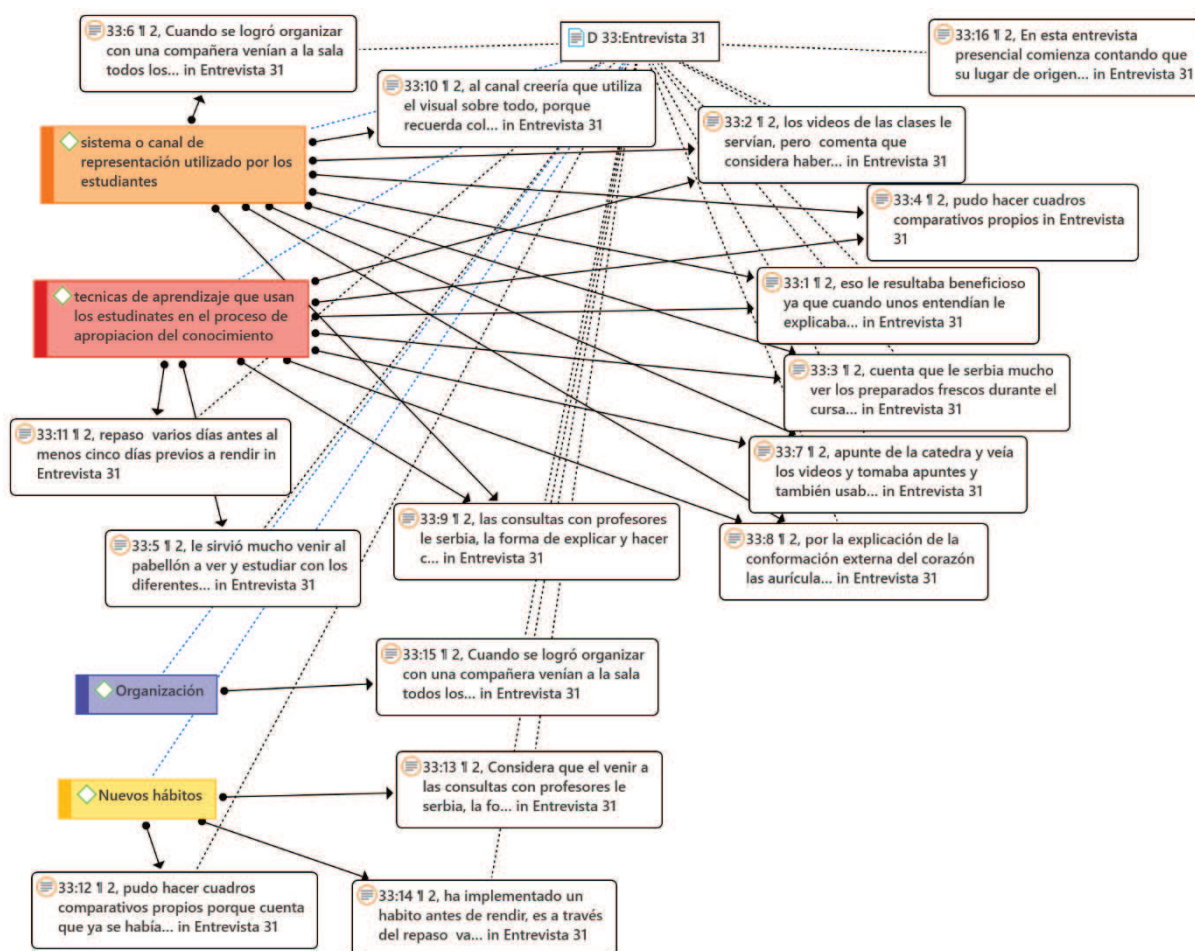 33:6 ¶ 2, Cuando se logró organizar
con una compañera venían a la sala
todos los... in Entrevista 31
D 33:Entrevista 31
33:16 ¶ 2, En esta entrevista
presencial comienza contando que
su lugar de origen... in Entrevista 31
33:10 ¶ 2, al canal creería que utiliza
el visual sobre todo, porque
recuerda col... in Entrevista 31
33:2 ¶ 2, los videos de las clases le
servían, pero comenta que
considera haber... in Entrevista 31
sistema o canal de
representación utilizado por los
estudiantes
33:4 ¶ 2, pudo hacer cuadros
comparativos propios in Entrevista
31
tecnicas de aprendizaje que usan
los estudinates en el proceso de
apropiacion del conocimiento
33:1 ¶ 2, eso le resultaba beneficioso
ya que cuando unos entendían le
explicaba... in Entrevista 31
33:3 ¶ 2, cuenta que le serbia mucho
ver los preparados frescos durante el
cursa... in Entrevista 31
33:11 ¶ 2, repaso varios días antes al
menos cinco días previos a rendir in
Entrevista 31
33:7 ¶ 2, apunte de la catedra y veía
los videos y tomaba apuntes y
también usab... in Entrevista 31
33:9 ¶ 2, las consultas con profesores
le serbia, la forma de explicar y hacer
c... in Entrevista 31
33:8 ¶ 2, por la explicación de la
conformación externa del corazón
las aurícula... in Entrevista 31
33:5 ¶ 2, le sirvió mucho venir al
pabellón a ver y estudiar con los
diferentes... in Entrevista 31
33:15 ¶ 2, Cuando se logró organizar
con una compañera venían a la sala
todos los... in Entrevista 31
Organización
33:13 ¶ 2, Considera que el venir a
las consultas con profesores le
serbia, la fo... in Entrevista 31
Nuevos hábitos
33:12 ¶ 2, pudo hacer cuadros
comparativos propios porque cuenta
que ya se había... in Entrevista 31
33:14 ¶ 2, ha implementado un
habito antes de rendir, es a través
del repaso va... in Entrevista 31